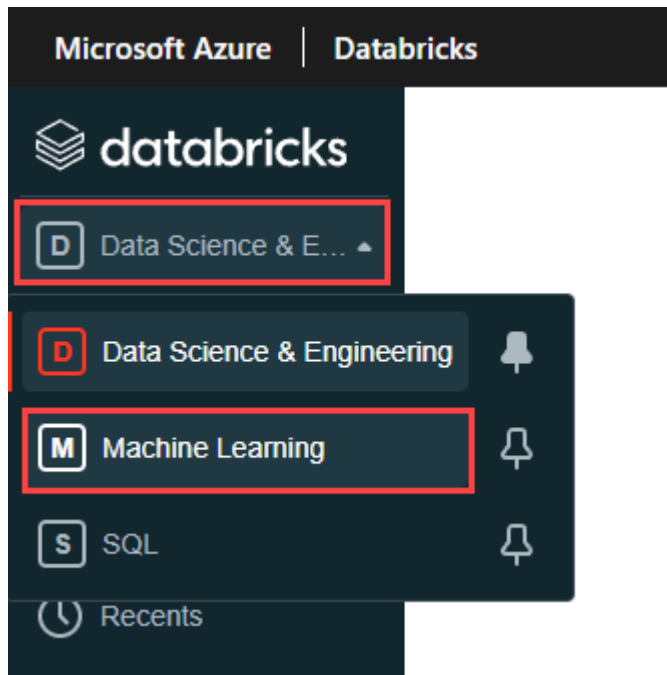 Microsoft Azure | Databricks
databricks
D Data Science & E...
D Data Science & Engineering
M Machine Learning
S SQL
Recents